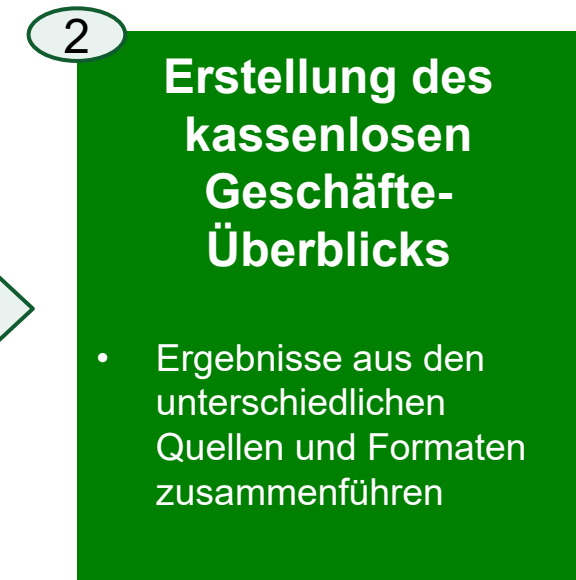 2
Erstellung des
kassenlosen
Geschäfte-
Überblicks
• Ergebnisse aus den
unterschiedlichen
Quellen und Formaten
zusammenführen